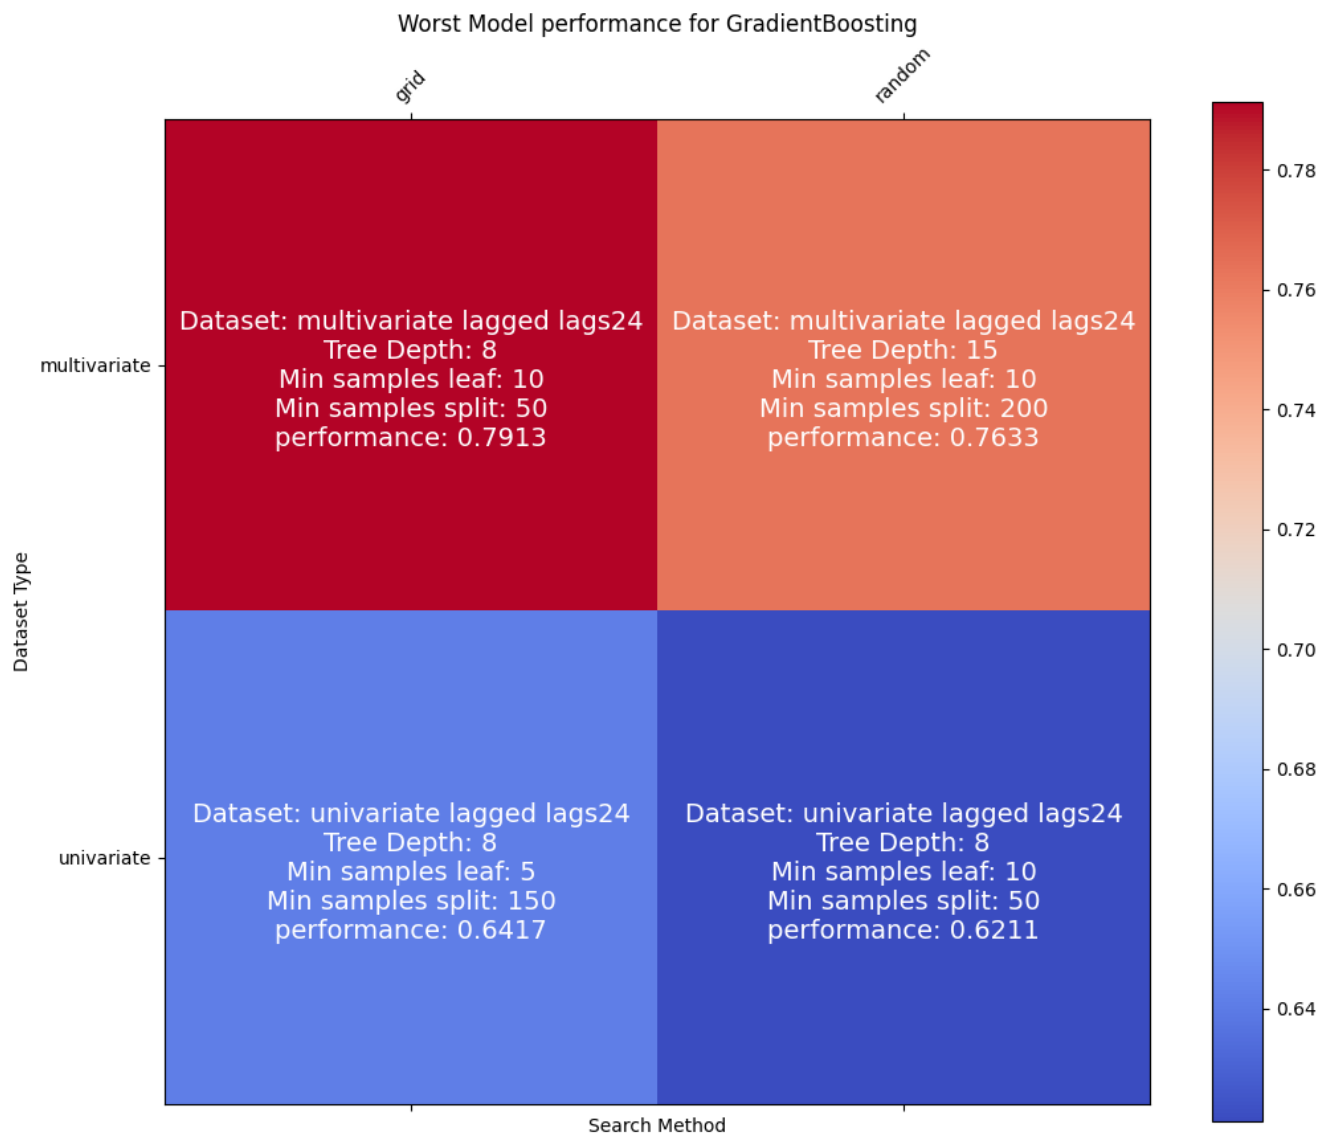 Worst Model performance for GradientBoosting
grid
random
Dataset: multivariate lagged lags24
Tree Depth: 8
Min samples leaf: 10
Min samples split: 50
performance: 0.7913
Dataset: multivariate lagged lags24
Tree Depth: 15
Min samples leaf: 10
Min samples split: 200
performance: 0.7633
multivariate
Dataset Type
Dataset: univariate lagged lags24
Tree Depth: 8
Min samples leaf: 5
Min samples split: 150
performance: 0.6417
Dataset: univariate lagged lags24
Tree Depth: 8
Min samples leaf: 10
Min samples split: 50
performance: 0.6211
univariate
Search Method
0.78
0.76
0.74
0.72
0.70
0.68
0.66
0.64